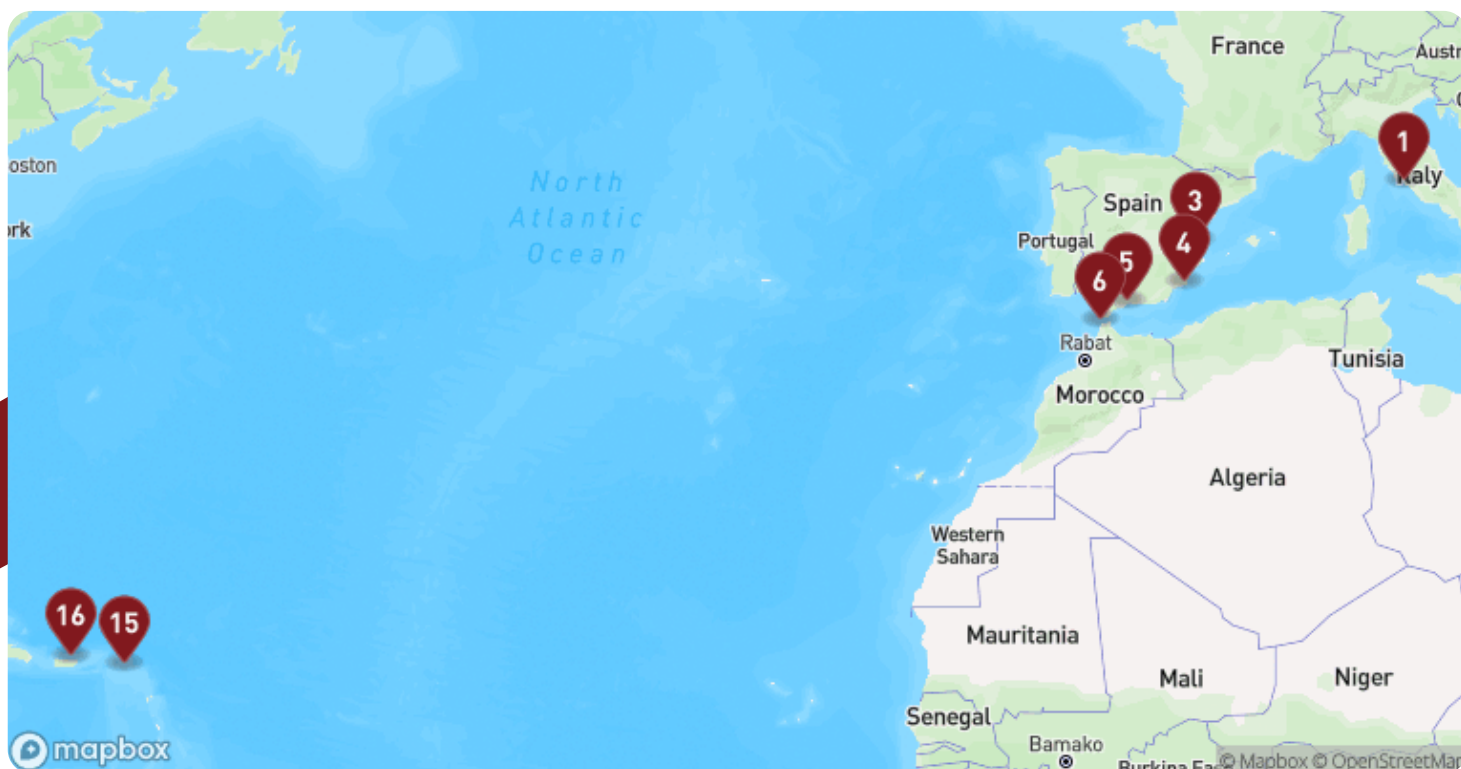 France
Austr
1
oston
Italy
North
Atlantic
Ocean
Spain
3
ork
Portugal
4
5
6
Rabat
Tunisia
Morocco
Algeria
Western
Sahara
16
15
Mauritania
Mali
Niger
Senegal
Bamako
mapbox
© Mapbox © OpenStreetMap